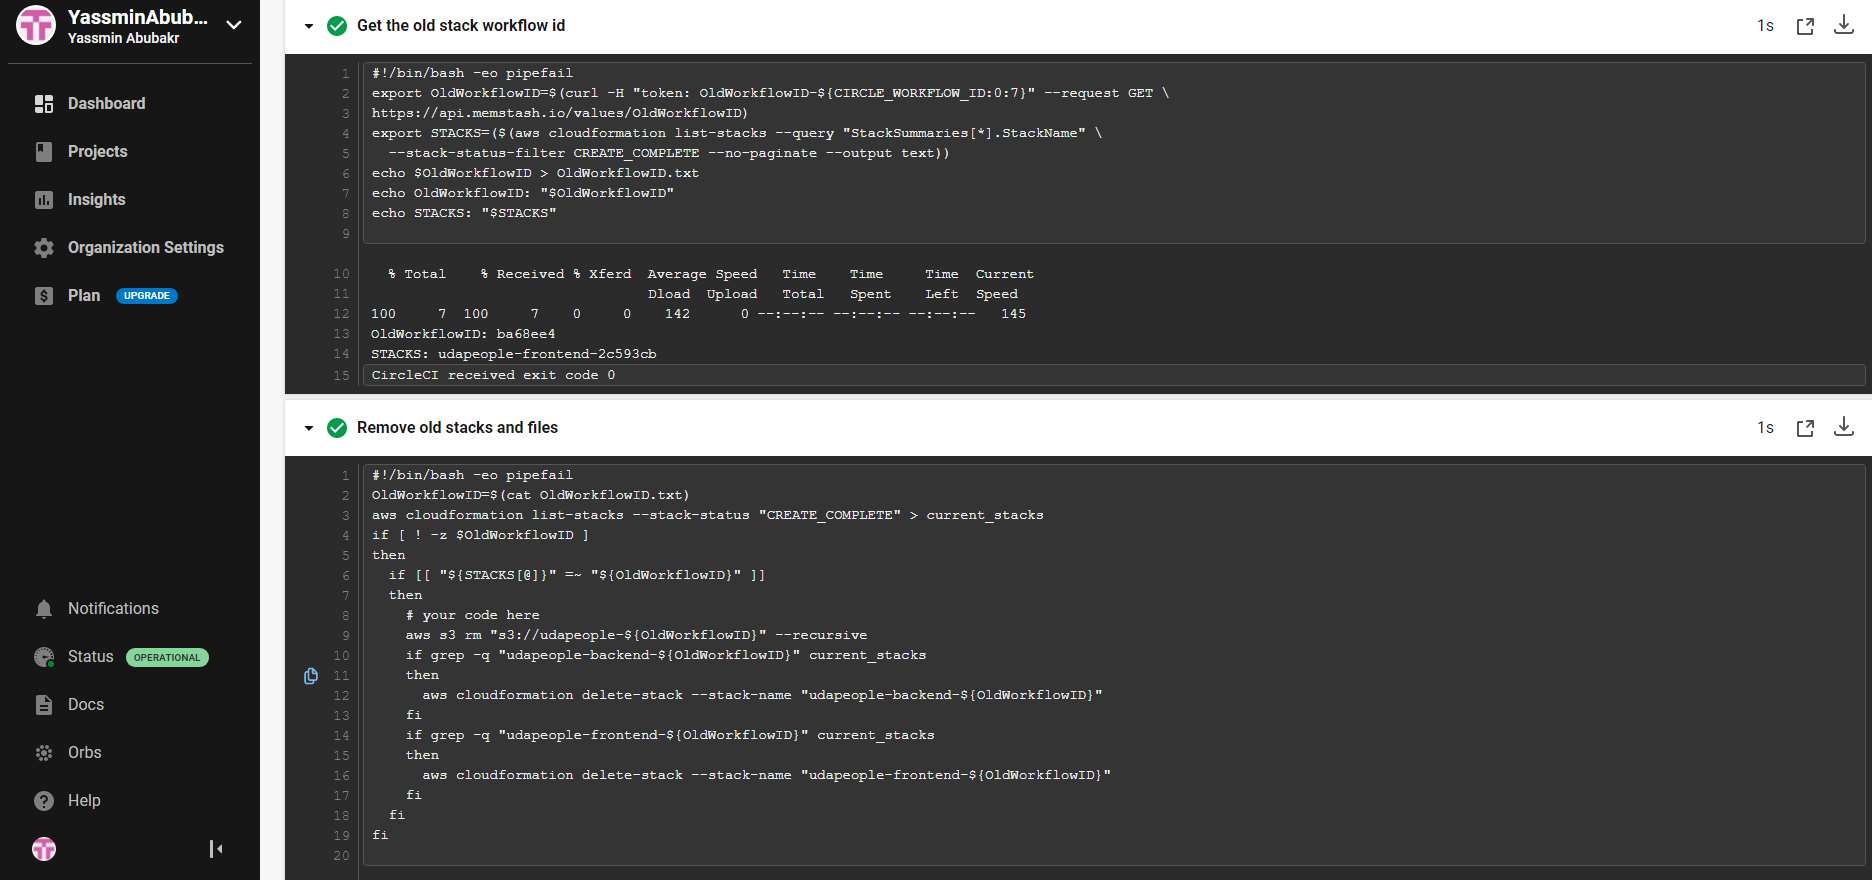 YassminAbub...
Yassmin Abubakr
Dashboard
Projects
Insights
Organization Settings
Plan UPGRADE
Notifications
Status OPERATIONAL
Docs
Orbs
Help
Get the old stack workflow id 1s
1 #!/bin/bash -eo pipefail
2 export OldWorkflowID=$(curl -H "token: OldWorkflowID-${CIRCLE_WORKFLOW_ID:0:7}" --request GET \
3 https://api.memstash.io/values/OldWorkflowID)
4 export STACKS=($(aws cloudformation list-stacks --query "StackSummaries[*].StackName" \
5   --stack-status-filter CREATE_COMPLETE --no-paginate --output text))
6 echo $OldWorkflowID > OldWorkflowID.txt
7 echo OldWorkflowID: "$OldWorkflowID"
8 echo STACKS: "$STACKS"
9
10   % Total    % Received % Xferd  Average Speed   Time    Time     Time  Current
11                                  Dload  Upload   Total   Spent    Left  Speed
12 100     7  100     7    0     0    142      0 --:--:-- --:--:-- --:--:--   145
13 OldWorkflowID: ba68ee4
14 STACKS: udapeople-frontend-2c593cb
15 CircleCI received exit code 0
Remove old stacks and files 1s
1 #!/bin/bash -eo pipefail
2 OldWorkflowID=$(cat OldWorkflowID.txt)
3 aws cloudformation list-stacks --stack-status "CREATE_COMPLETE" > current_stacks
4 if [ ! -z $OldWorkflowID ]
5 then
6   if [[ "${STACKS[@]}" =~ "${OldWorkflowID}" ]]
7   then
8     # your code here
9     aws s3 rm "s3://udapeople-${OldWorkflowID}" --recursive
10     if grep -q "udapeople-backend-${OldWorkflowID}" current_stacks
11     then
12       aws cloudformation delete-stack --stack-name "udapeople-backend-${OldWorkflowID}"
13     fi
14     if grep -q "udapeople-frontend-${OldWorkflowID}" current_stacks
15     then
16       aws cloudformation delete-stack --stack-name "udapeople-frontend-${OldWorkflowID}"
17     fi
18   fi
19 fi
20